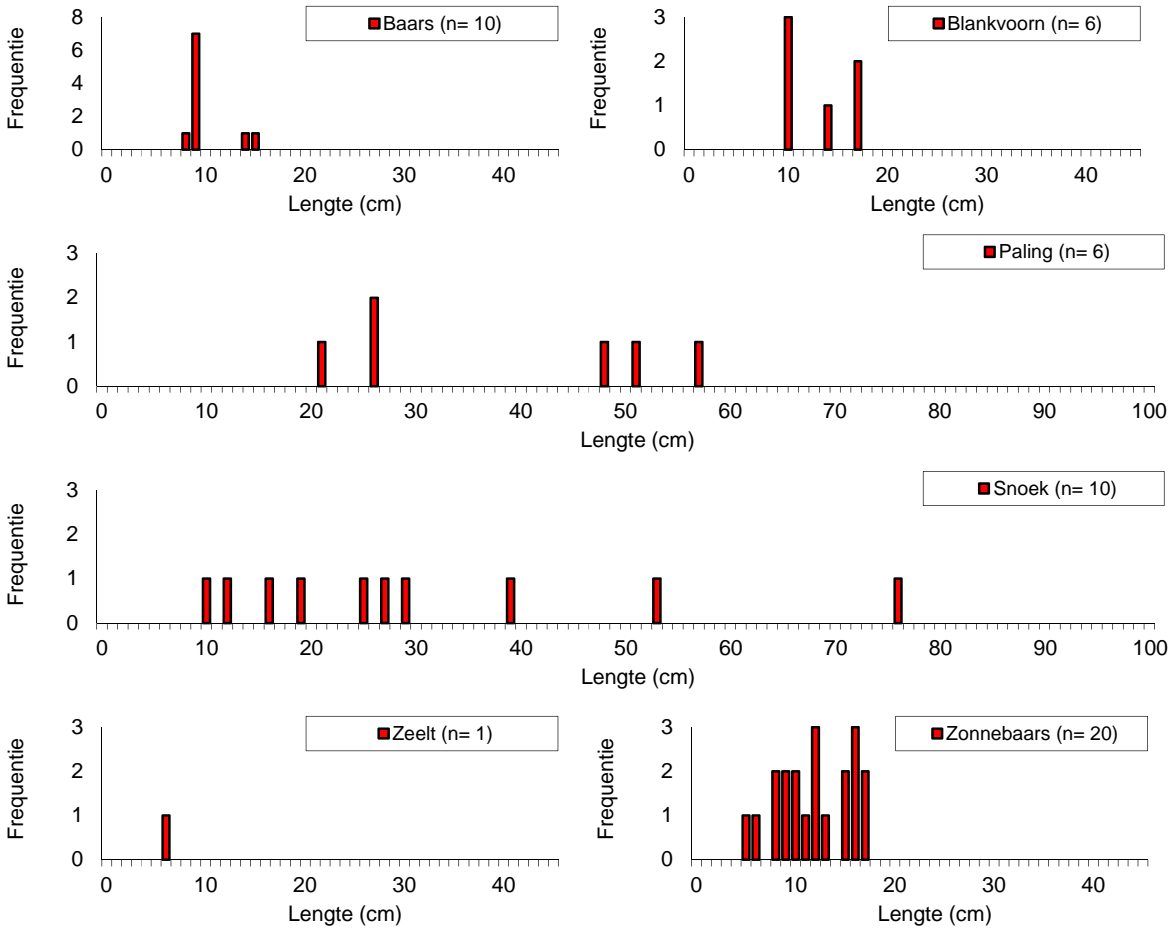 Baars (n= 10)
Frequentie
8
6
4
2
0
0 10 20 30 40
Lengte (cm)
Blankvoorn (n= 6)
Frequentie
3
2
1
0
0 10 20 30 40
Lengte (cm)
Paling (n= 6)
Frequentie
3
2
1
0
0 10 20 30 40 50 60 70 80 90 100
Lengte (cm)
Snoek (n= 10)
Frequentie
3
2
1
0
0 10 20 30 40 50 60 70 80 90 100
Lengte (cm)
Zeelt (n= 1)
Frequentie
3
2
1
0
0 10 20 30 40
Lengte (cm)
Zonnebaars (n= 20)
Frequentie
3
2
1
0
0 10 20 30 40
Lengte (cm)